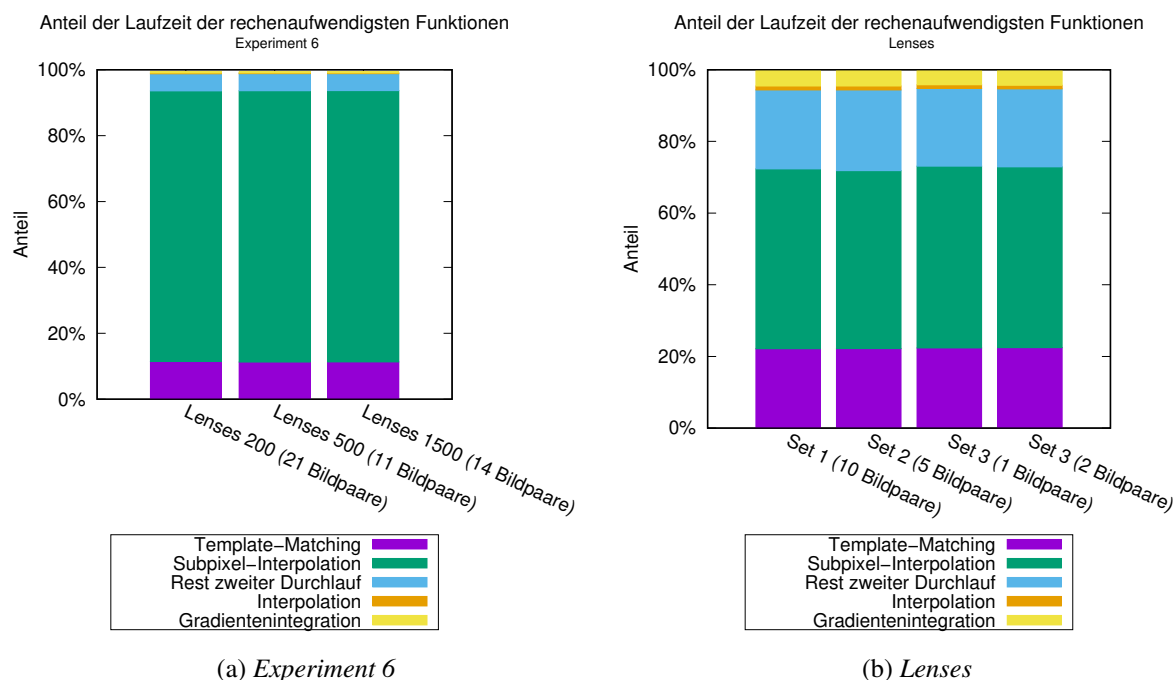 Anteil der Laufzeit der rechenaufwendigsten Funktionen
Experiment 6
100%
80%
60%
40%
20%
0%
Anteil
Lenses 200 (21 Bildpaare)
Lenses 500 (11 Bildpaare)
Lenses 1500 (14 Bildpaare)
Template−Matching
Subpixel−Interpolation
Rest zweiter Durchlauf
Interpolation
Gradientenintegration
(a) Experiment 6
Anteil der Laufzeit der rechenaufwendigsten Funktionen
Lenses
100%
80%
60%
40%
20%
0%
Anteil
Set 1 (10 Bildpaare)
Set 2 (5 Bildpaare)
Set 3 (1 Bildpaare)
Set 3 (2 Bildpaare)
Template−Matching
Subpixel−Interpolation
Rest zweiter Durchlauf
Interpolation
Gradientenintegration
(b) Lenses